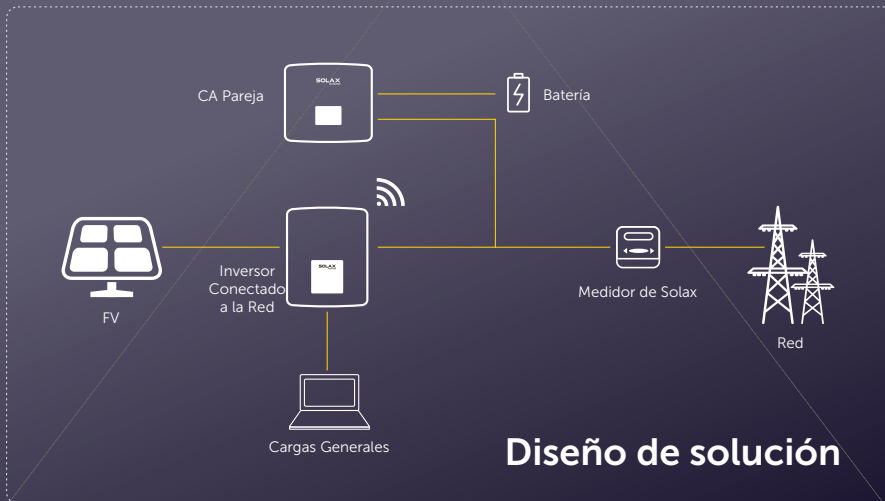 SOLAX
CA Pareja
Batería
SOLAX
Inversor
Conectado
a la Red
FV
Medidor de Solax
Red
Cargas Generales
Diseño de solución